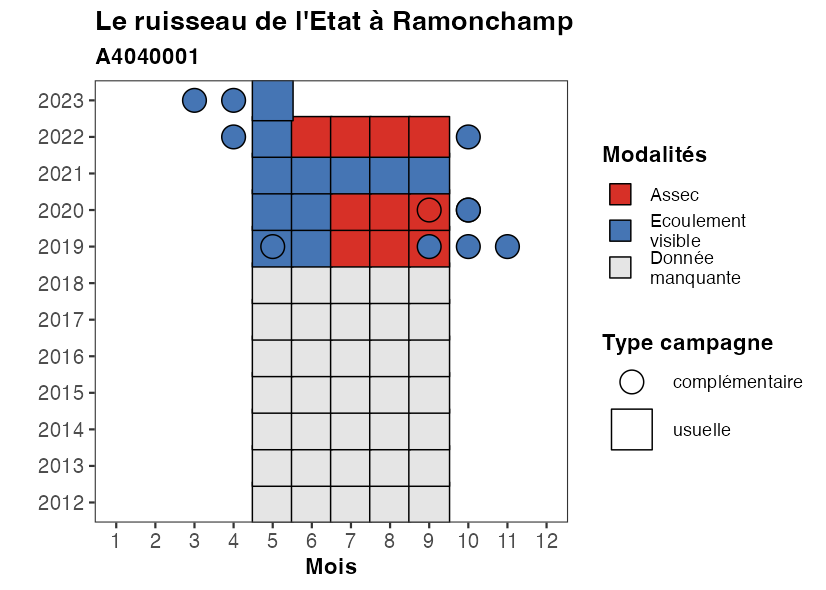 Le ruisseau de l'Etat à Ramonchamp
A4040001
2023
2022
2021
2020
2019
2018
2017
2016
2015
2014
2013
2012
1 2 3 4 5 6 7 8 9 10 11 12
Mois
Modalités
Assec
Ecoulement
visible
Donnée
manquante
Type campagne
complémentaire
usuelle